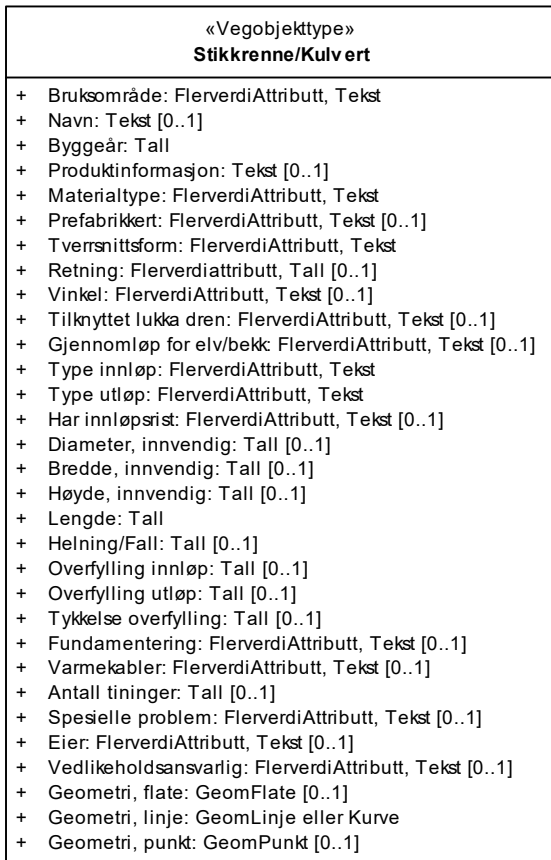 «Vegobjekttype»
Stikkrenne/Kulvert
+ Bruksområde: FlerverdiAttributt, Tekst
+ Navn: Tekst [0..1]
+ Byggeår: Tall
+ Produktinformasjon: Tekst [0..1]
+ Materialtype: FlerverdiAttributt, Tekst
+ Prefabrikkert: FlerverdiAttributt, Tekst [0..1]
+ Tverrsnittsform: FlerverdiAttributt, Tekst
+ Retning: Flerverdiattributt, Tall [0..1]
+ Vinkel: FlerverdiAttributt, Tekst [0..1]
+ Tilknyttet lukka dren: FlerverdiAttributt, Tekst [0..1]
+ Gjennomløp for elv/bekk: FlerverdiAttributt, Tekst [0..1]
+ Type innløp: FlerverdiAttributt, Tekst
+ Type utløp: FlerverdiAttributt, Tekst
+ Har innløpsrist: FlerverdiAttributt, Tekst [0..1]
+ Diameter, innvendig: Tall [0..1]
+ Bredde, innvendig: Tall [0..1]
+ Høyde, innvendig: Tall [0..1]
+ Lengde: Tall
+ Helning/Fall: Tall [0..1]
+ Overfylling innløp: Tall [0..1]
+ Overfylling utløp: Tall [0..1]
+ Tykkelse overfylling: Tall [0..1]
+ Fundamentering: FlerverdiAttributt, Tekst [0..1]
+ Varmekabler: FlerverdiAttributt, Tekst [0..1]
+ Antall tininger: Tall [0..1]
+ Spesielle problem: FlerverdiAttributt, Tekst [0..1]
+ Eier: FlerverdiAttributt, Tekst [0..1]
+ Vedlikeholdsansvarlig: FlerverdiAttributt, Tekst [0..1]
+ Geometri, flate: GeomFlate [0..1]
+ Geometri, linje: GeomLinje eller Kurve
+ Geometri, punkt: GeomPunkt [0..1]